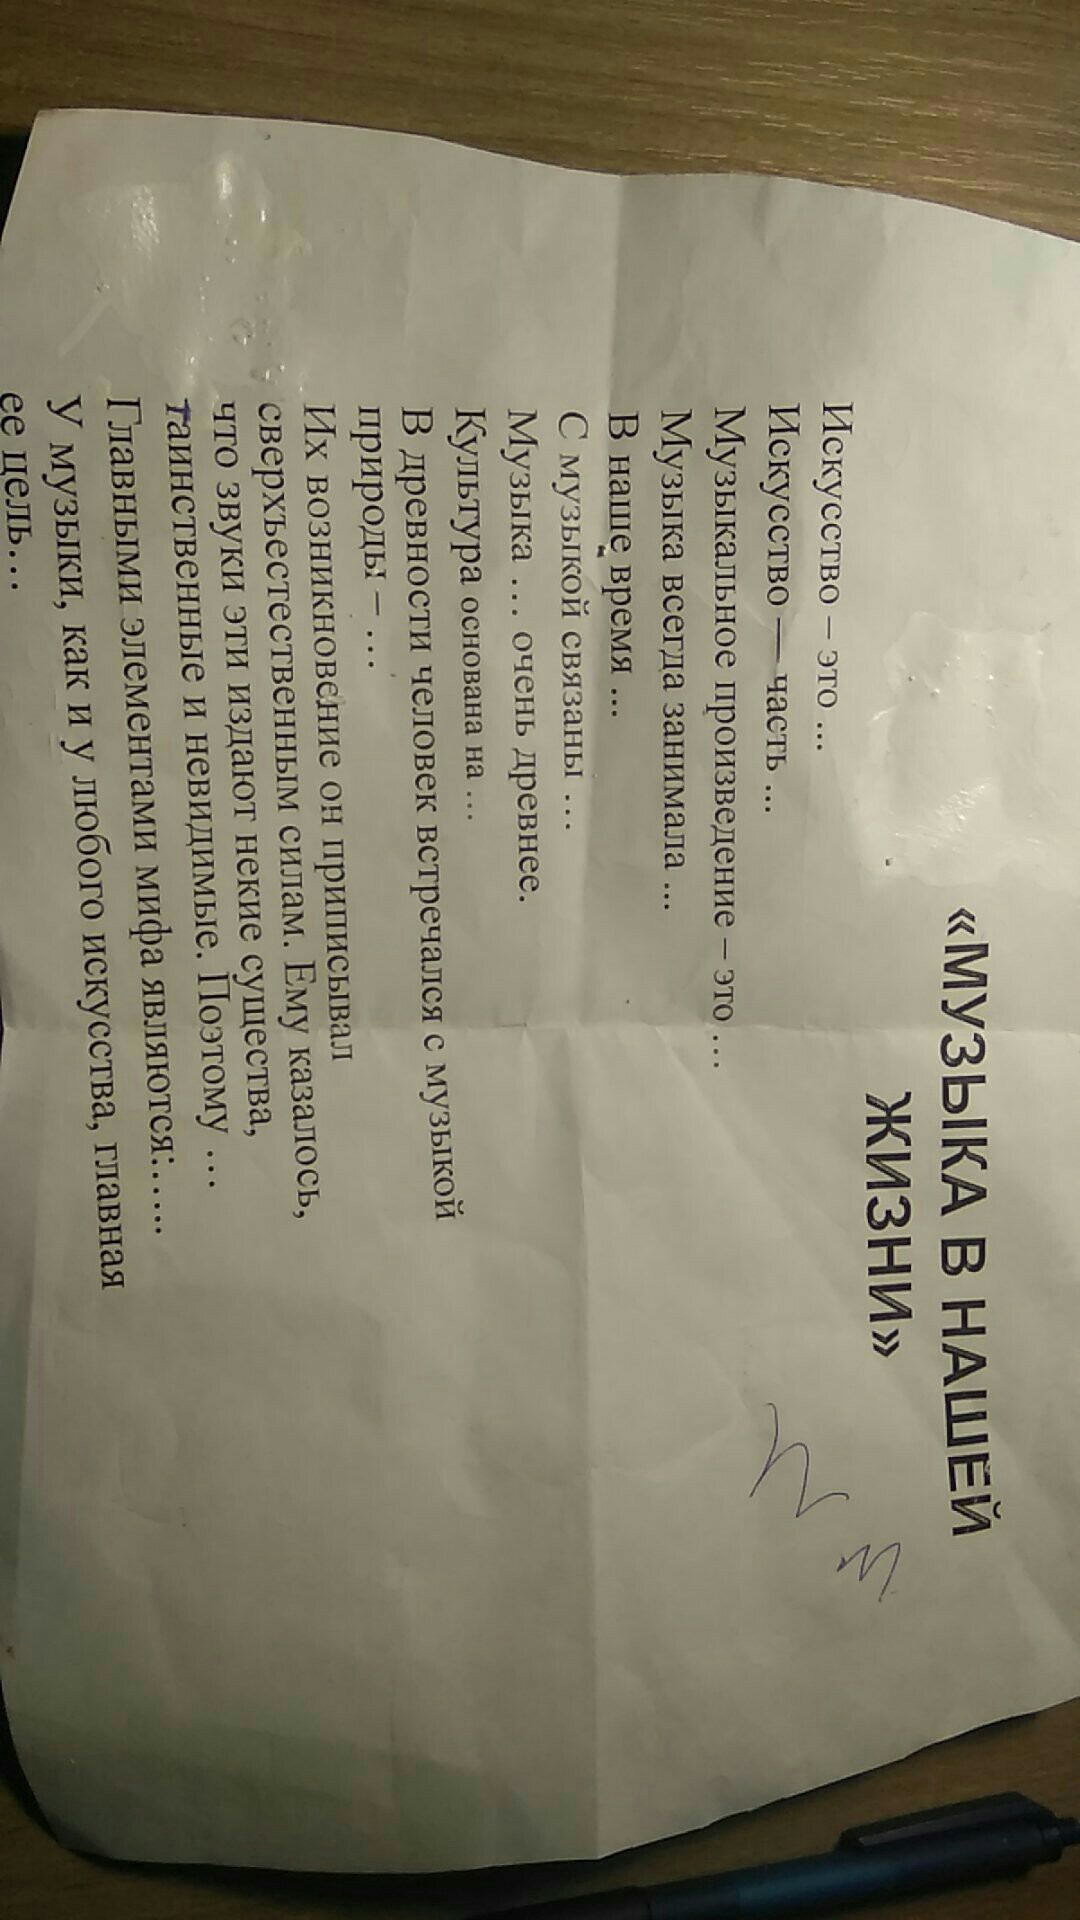 «МУЗЫКА В НАШЕЙ
ЖИЗНИ»
Искусство – это …
Искусство — часть …
Музыкальное произведение – это …
Музыка всегда занимала …
В наше время …
С музыкой связаны …
Музыка … очень древнее.
Культура основана на …
В древности человек встречался с музыкой
природы – …
Их возникновение он приписывал
сверхъестественным силам. Ему казалось,
что звуки эти издают некие существа,
таинственные и невидимые. Поэтому …
Главными элементами мифа являются:……
У музыки, как и у любого искусства, главная
ее цель…